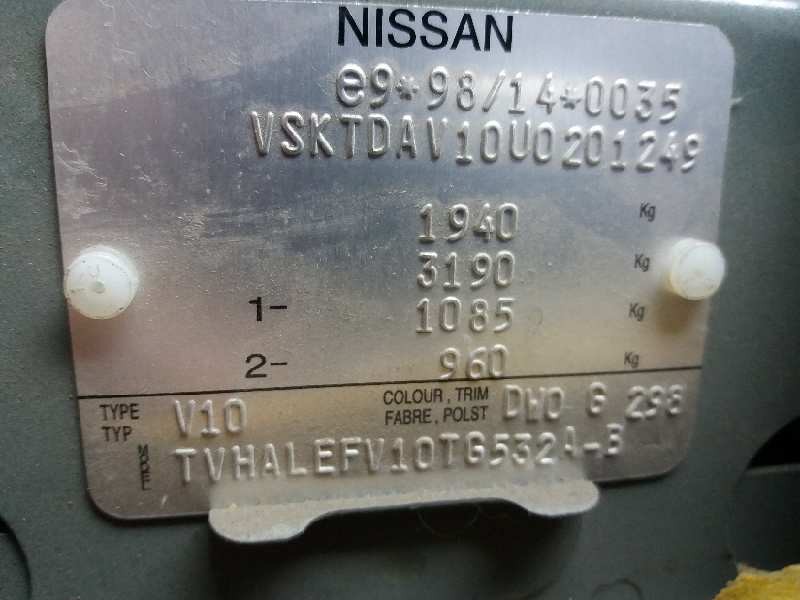 NISSAN
e9*98/14*0035
VSKTDAV10U0201249
1940 Kg
3190 Kg
1- 1085 Kg
2- 960 Kg
TYPE TYP V10 COLOUR, TRIM FABRE, POLST DW0 G 298
MODEL TVHALEFV10TG532A-B